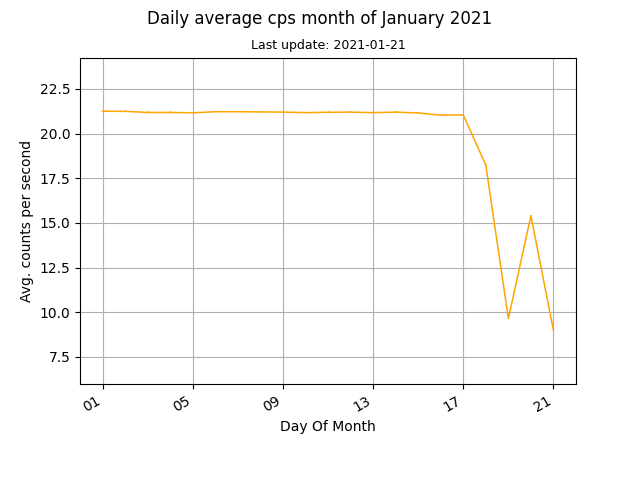 Daily average cps month of January 2021
Last update: 2021-01-21
Avg. counts per second
22.5
20.0
17.5
15.0
12.5
10.0
7.5
01 05 09 13 17 21
Day Of Month